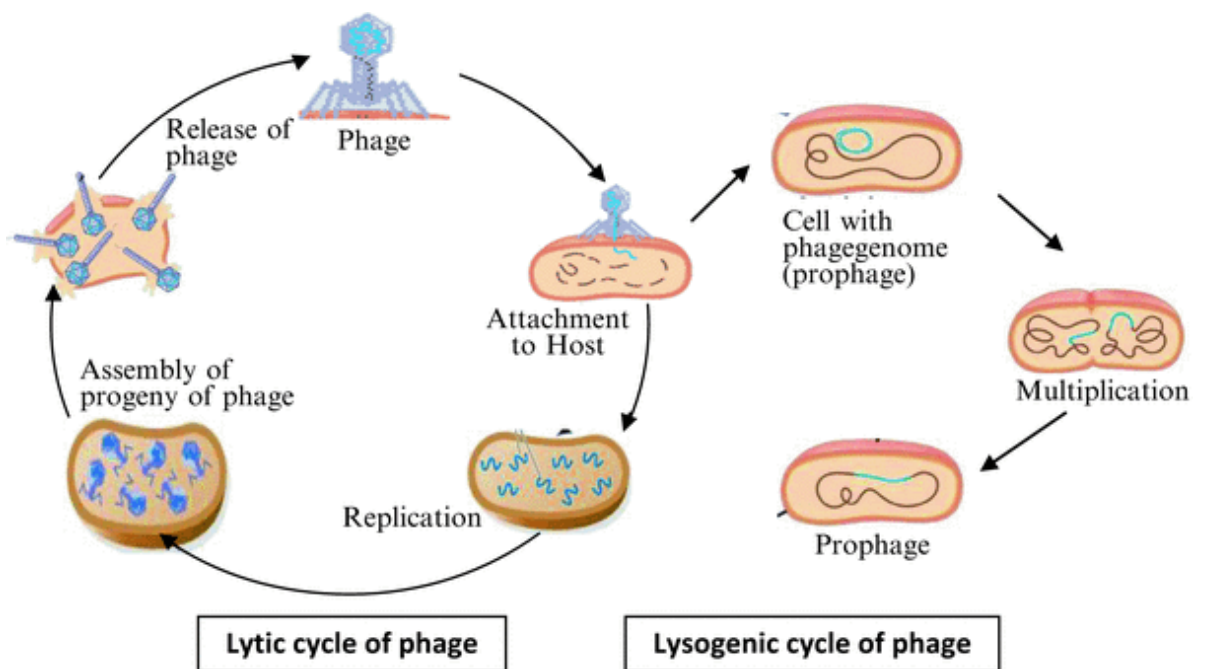 Phage
Release of
phage
Attachment
to Host
Replication
Assembly of
progeny of phage
Cell with
phagegenome
(prophage)
Multiplication
Prophage
Lytic cycle of phage
Lysogenic cycle of phage